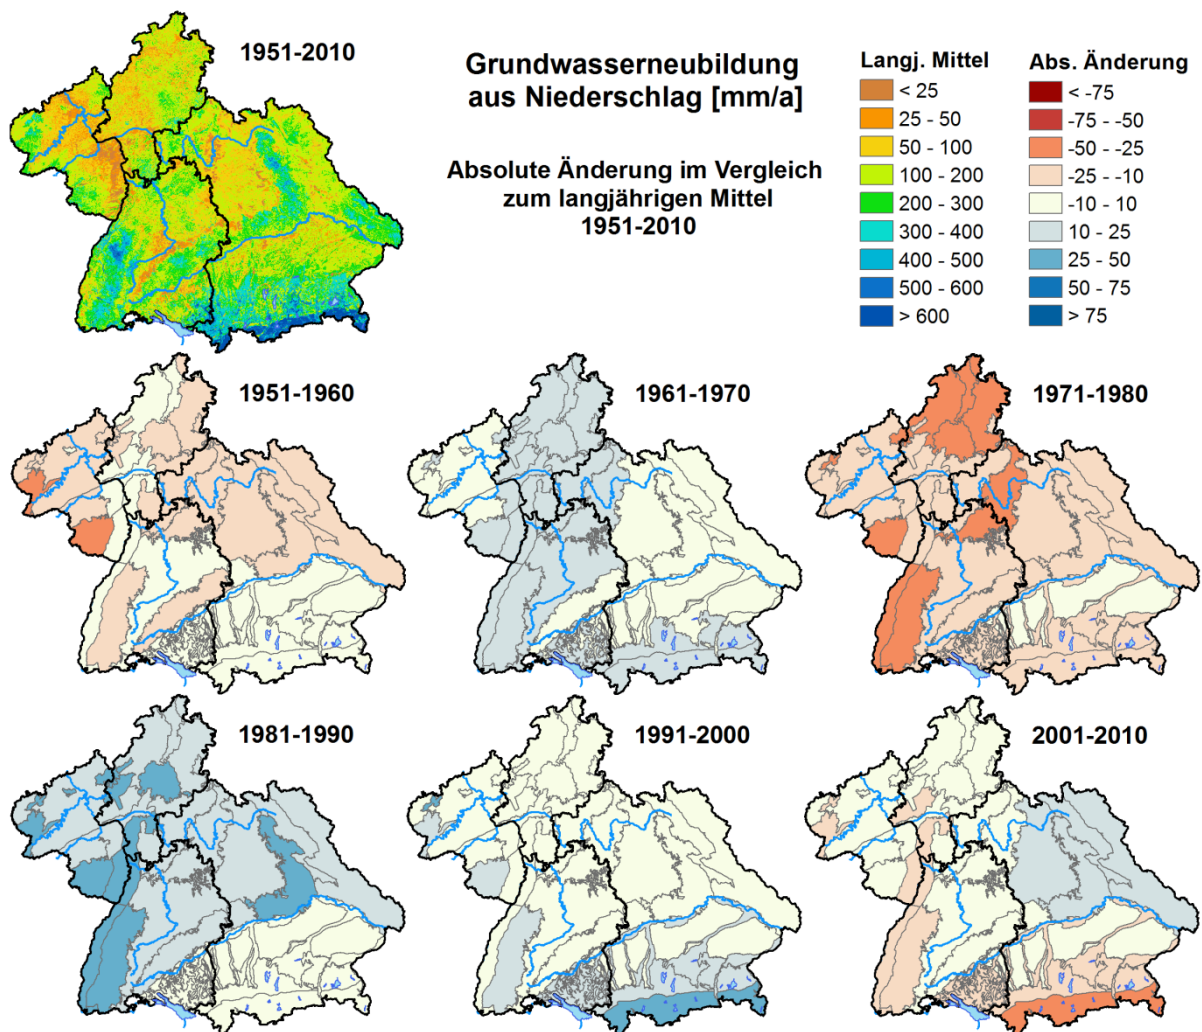 1951-2010
Grundwasserneubildung
aus Niederschlag [mm/a]
Absolute Änderung im Vergleich
zum langjährigen Mittel
1951-2010
Langj. Mittel
< 25
25 - 50
50 - 100
100 - 200
200 - 300
300 - 400
400 - 500
500 - 600
> 600
Abs. Änderung
< -75
-75 - -50
-50 - -25
-25 - -10
-10 - 10
10 - 25
25 - 50
50 - 75
> 75
1951-1960
1961-1970
1971-1980
1981-1990
1991-2000
2001-2010